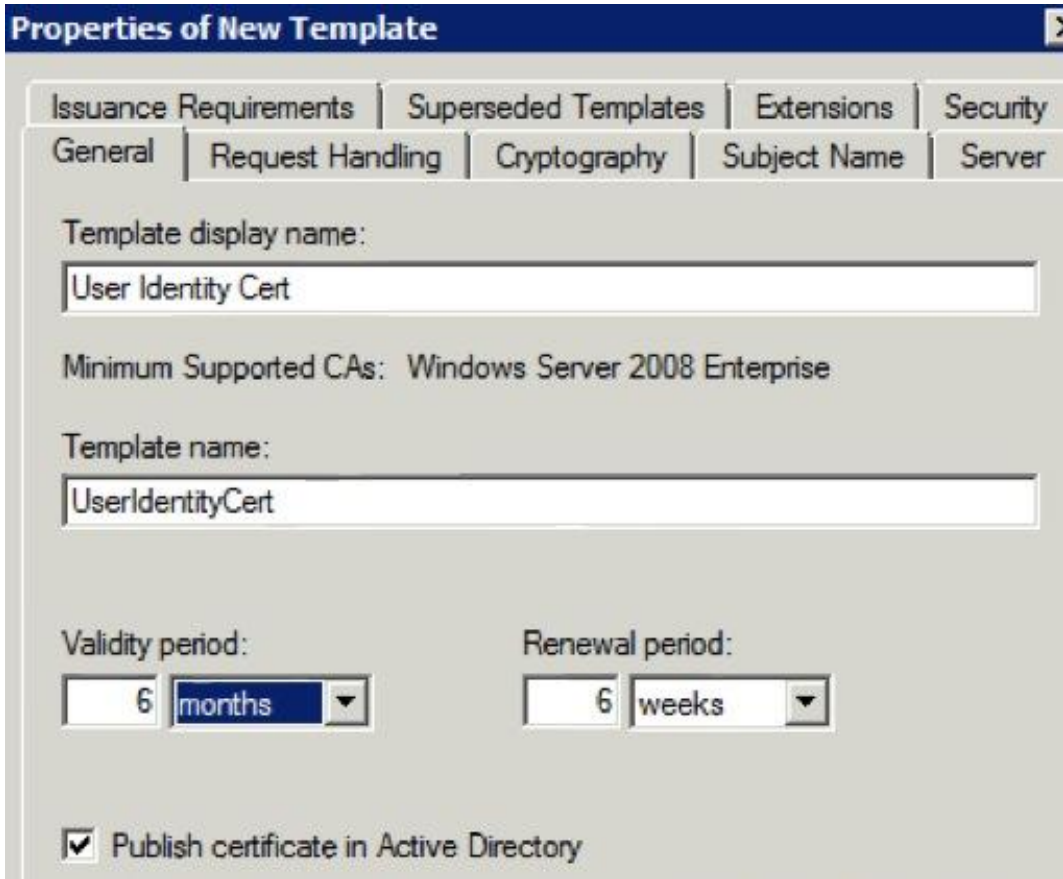 Properties of New Template
Issuance Requirements Superseded Templates Extensions Security
General Request Handling Cryptography Subject Name Server
Template display name:
User Identity Cert
Minimum Supported CAs: Windows Server 2008 Enterprise
Template name:
UserIdentityCert
Validity period: Renewal period:
6 months 6 weeks
Publish certificate in Active Directory